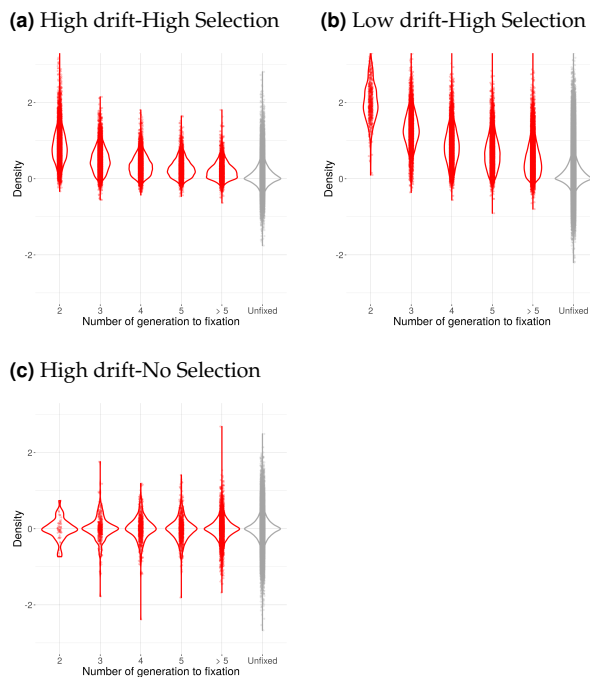 (a) High drift-High Selection
Density
2
0
-2
2 3 4 5 > 5 Unfixed
Number of generation to fixation
(b) Low drift-High Selection
Density
2
0
-2
2 3 4 5 > 5 Unfixed
Number of generation to fixation
(c) High drift-No Selection
Density
2
0
-2
2 3 4 5 > 5 Unfixed
Number of generation to fixation